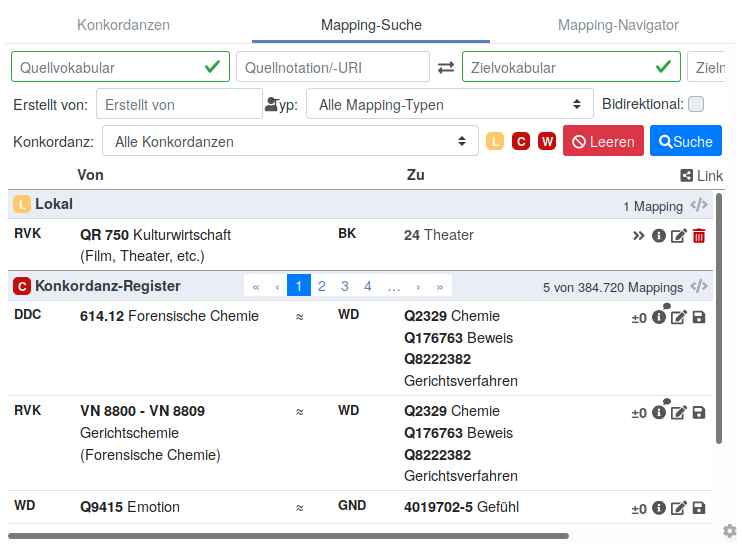 Konkordanzen Mapping-Suche Mapping-Navigator
Quellvokabular Quellnotation/-URI Zielvokabular
Erstellt von: Erstellt von Typ: Alle Mapping-Typen Bidirektional:
Konkordanz: Alle Konkordanzen L C W Leeren Suche
Von Zu Link
L Lokal 1 Mapping </>
RVK QR 750 Kulturwirtschaft BK 24 Theater
(Film, Theater, etc.)
C Konkordanz-Register « ‹ 1 2 3 4 … › » 5 von 384.720 Mappings </>
DDC 614.12 Forensische Chemie ≈ WD Q2329 Chemie ±0
Q176763 Beweis
Q8222382
Gerichtsverfahren
RVK VN 8800 - VN 8809 ≈ WD Q2329 Chemie ±0
Gerichtschemie Q176763 Beweis
(Forensische Chemie) Q8222382
Gerichtsverfahren
WD Q9415 Emotion ≈ GND 4019702-5 Gefühl ±0